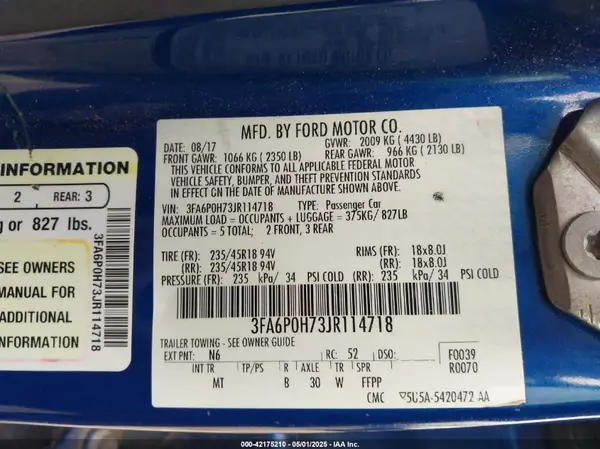 INFORMATION
2 REAR: 3
g or 827 lbs.
SEE OWNERS
MANUAL FOR
ADDITIONAL
INFORMATION
3FA6P0H73JR114718
MFD. BY FORD MOTOR CO.
DATE: 08/17 GVWR: 2009 KG ( 4430 LB)
FRONT GAWR: 1066 KG ( 2350 LB) REAR GAWR: 966 KG ( 2130 LB)
THIS VEHICLE CONFORMS TO ALL APPLICABLE FEDERAL MOTOR
VEHICLE SAFETY, BUMPER, AND THEFT PREVENTION STANDARDS
IN EFFECT ON THE DATE OF MANUFACTURE SHOWN ABOVE.
VIN: 3FA6P0H73JR114718 TYPE: Passenger Car
MAXIMUM LOAD = OCCUPANTS + LUGGAGE = 375KG/ 827LB
OCCUPANTS = 5 TOTAL; 2 FRONT, 3 REAR
TIRE (FR): 235/45R18 94V RIMS (FR): 18x8.0J
(RR): 235/45R18 94V (RR): 18x8.0J
PRESSURE (FR): 235 kPa/ 34 PSI COLD (RR): 235 kPa/ 34 PSI COLD
3FA6P0H73JR114718
TRAILER TOWING - SEE OWNER GUIDE
EXT PNT: N6 RC: 52 DSO: F0039
INT TR TP/PS R AXLE TR SPR R0070
MT B 30 W FFPP
CMC 5U5A-5420472-AA
000-42175210 - 05/01/2025 - IAAI.COM